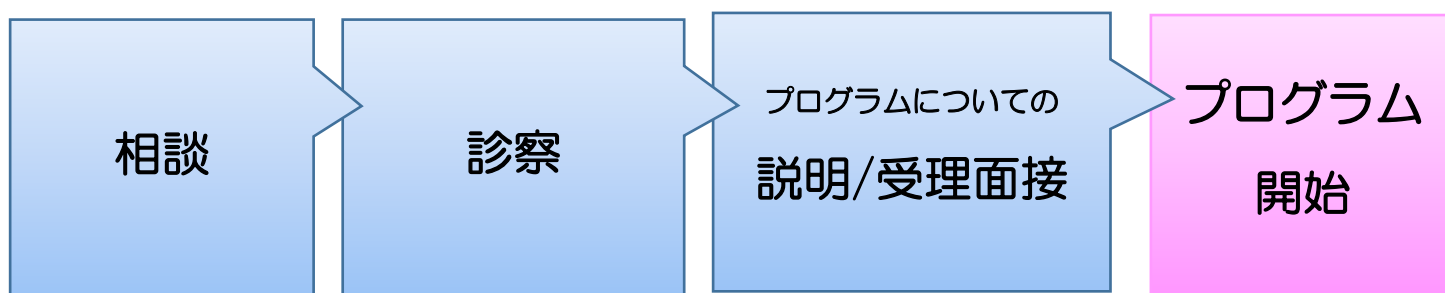 相談
診察
プログラムについての
説明/受理面接
プログラム
開始